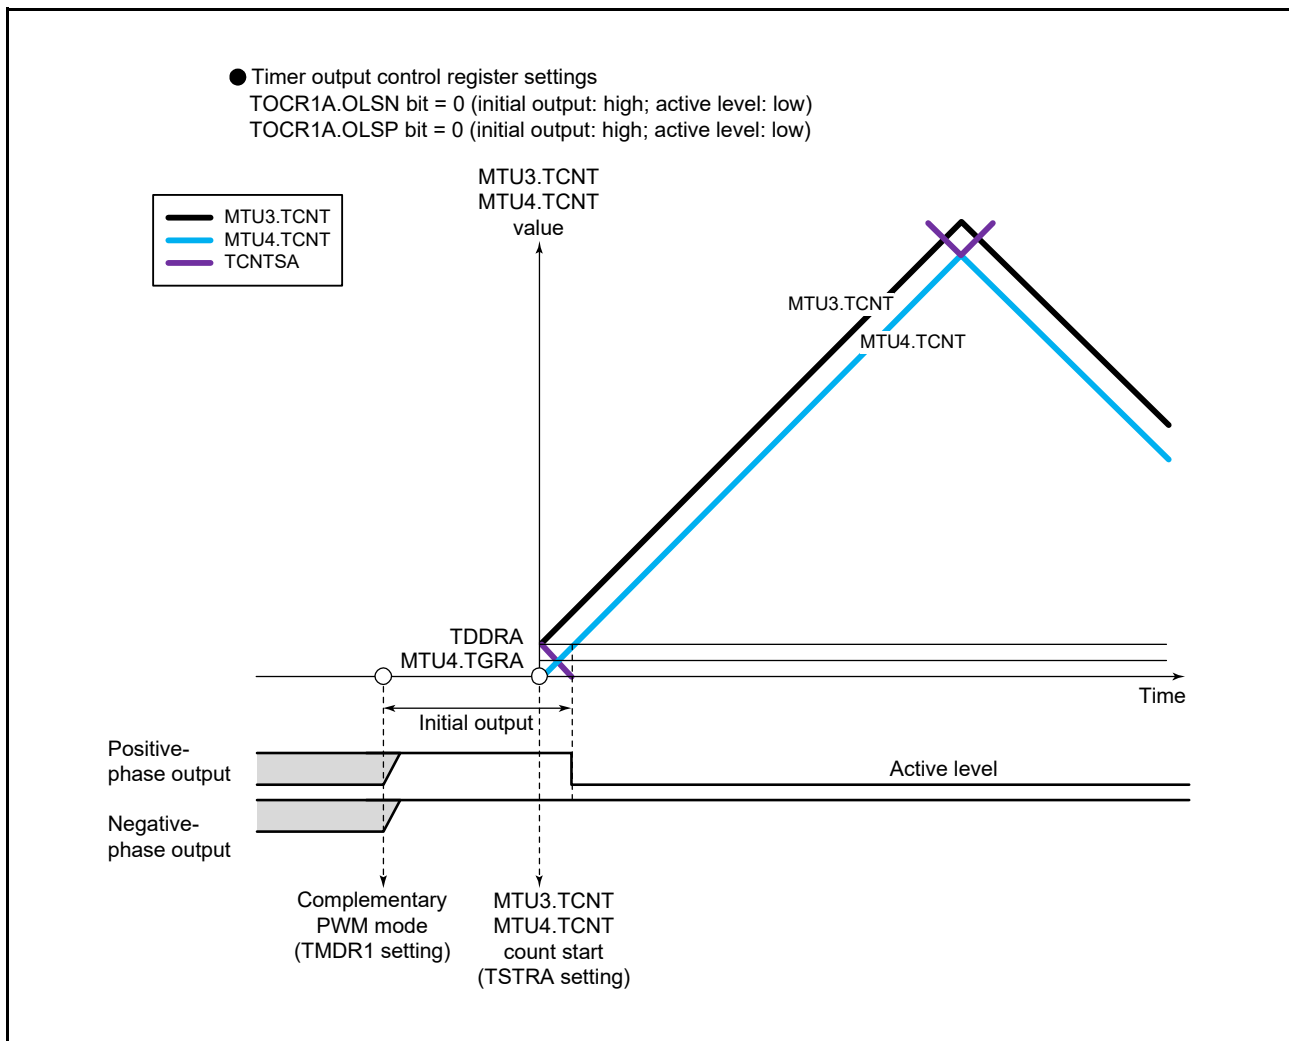 ● Timer output control register settings
TOCR1A.OLSN bit = 0 (initial output: high; active level: low)
TOCR1A.OLSP bit = 0 (initial output: high; active level: low)
MTU3.TCNT
MTU4.TCNT
value
MTU3.TCNT
MTU4.TCNT
TCNTSA
MTU3.TCNT
MTU4.TCNT
TDDRA
MTU4.TGRA
Time
Initial output
Positive-
phase output
Active level
Negative-
phase output
Complementary
PWM mode
(TMDR1 setting)
MTU3.TCNT
MTU4.TCNT
count start
(TSTRA setting)